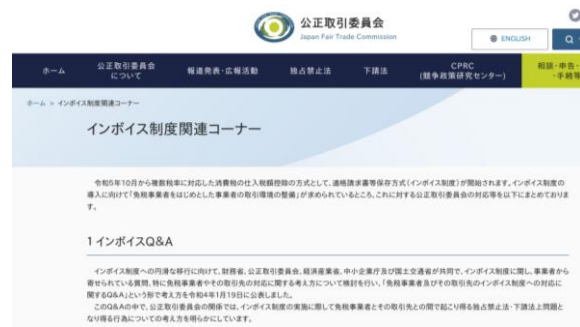 公正取引委員会
Japan Fair Trade Commission
ENGLISH
ホーム
公正取引委員会
について
報道発表・広報活動
独占禁止法
下請法
CPRC
(競争政策研究センター)
相談・申告・
・手続等
ホーム > インボイス制度関連コーナー
インボイス制度関連コーナー
令和5年10月から複数税率に対応した消費税の仕入税額控除の方式として、適格請求書等保存方式(インボイス制度)が開始されます。インボイス制度の
導入に向けて「免税事業者をはじめとした事業者の取引環境の整備」が求められているところ、これに対する公正取引委員会の対応等を以下にまとめておりま
す。
1 インボイスQ&A
インボイス制度への円滑な移行に向けて、財務省、公正取引委員会、経済産業省、中小企業庁及び国土交通省が共同で、インボイス制度に関し、事業者から
寄せられている質問、特に免税事業者やその取引先の対応に関する考え方について検討を行い、「免税事業者及びその取引先のインボイス制度への対応に
関するQ&A」という形で考え方を令和4年1月19日に公表しました。
このQ&Aの中で、公正取引委員会の関係では、インボイス制度の実施に際して免税事業者とその取引先との間で起こり得る独占禁止法・下請法上問題と
なり得る行為についての考え方を明らかにしています。